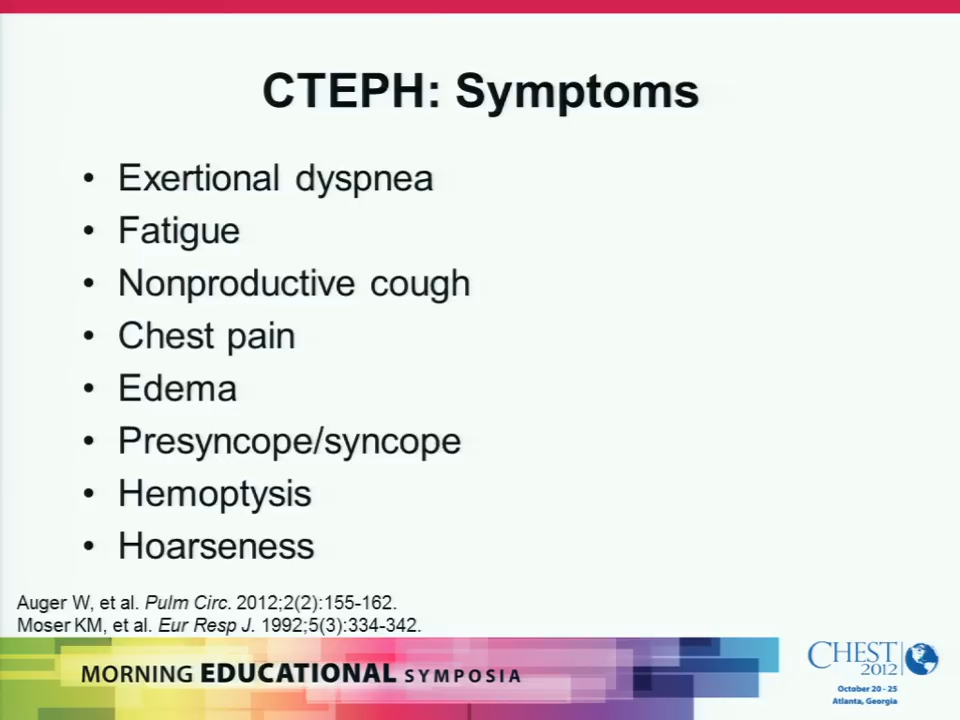 CTEPH: Symptoms
• Exertional dyspnea
• Fatigue
• Nonproductive cough
• Chest pain
• Edema
• Presyncope/syncope
• Hemoptysis
• Hoarseness
Auger W, et al. Pulm Circ. 2012;2(2):155-162.
Moser KM, et al. Eur Resp J. 1992;5(3):334-342.
MORNING EDUCATIONAL SYMPOSIA
CHEST
2012
October 20 - 25
Atlanta, Georgia